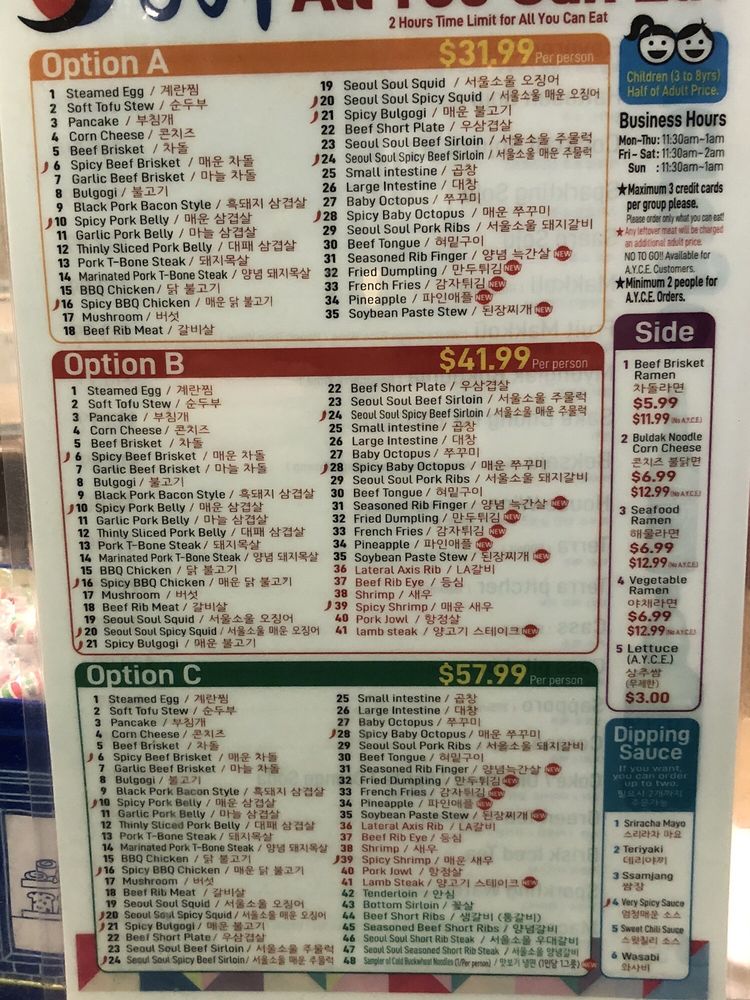 All You Can Eat
2 Hours Time Limit for All You Can Eat
Option A
$31.99 Per person
1 Steamed Egg / 계란찜
2 Soft Tofu Stew / 순두부
3 Pancake / 부침개
4 Corn Cheese / 콘치즈
5 Beef Brisket / 차돌
6 Spicy Beef Brisket / 매운 차돌
7 Garlic Beef Brisket / 마늘 차돌
8 Bulgogi / 불고기
9 Black Pork Bacon Style / 흑돼지 삼겹살
10 Spicy Pork Belly / 매운 삼겹살
11 Garlic Pork Belly / 마늘 삼겹살
12 Thinly Sliced Pork Belly / 대패 삼겹살
13 Pork T-Bone Steak / 돼지목살
14 Marinated Pork T-Bone Steak / 양념 돼지목살
15 BBQ Chicken / 닭 불고기
16 Spicy BBQ Chicken / 매운 닭 불고기
17 Mushroom / 버섯
18 Beef Rib Meat / 갈비살
19 Seoul Soul Squid / 서울소울 오징어
20 Seoul Soul Spicy Squid / 서울소울 매운 오징어
21 Spicy Bulgogi / 매운 불고기
22 Beef Short Plate / 우삼겹살
23 Seoul Soul Beef Sirloin / 서울소울 주물럭
24 Seoul Soul Spicy Beef Sirloin / 서울소울 매운 주물럭
25 Small intestine / 곱창
26 Large Intestine / 대창
27 Baby Octopus / 쭈꾸미
28 Spicy Baby Octopus / 매운 쭈꾸미
29 Seoul Soul Pork Ribs / 서울소울 돼지갈비
30 Beef Tongue / 혀밑구이
31 Seasoned Rib Finger / 양념 늑간살 NEW
32 Fried Dumpling / 만두튀김 NEW
33 French Fries / 감자튀김 NEW
34 Pineapple / 파인애플 NEW
35 Soybean Paste Stew / 된장찌개 NEW
Option B
$41.99 Per person
1 Steamed Egg / 계란찜
2 Soft Tofu Stew / 순두부
3 Pancake / 부침개
4 Corn Cheese / 콘치즈
5 Beef Brisket / 차돌
6 Spicy Beef Brisket / 매운 차돌
7 Garlic Beef Brisket / 마늘 차돌
8 Bulgogi / 불고기
9 Black Pork Bacon Style / 흑돼지 삼겹살
10 Spicy Pork Belly / 매운 삼겹살
11 Garlic Pork Belly / 마늘 삼겹살
12 Thinly Sliced Pork Belly / 대패 삼겹살
13 Pork T-Bone Steak / 돼지목살
14 Marinated Pork T-Bone Steak / 양념 돼지목살
15 BBQ Chicken / 닭 불고기
16 Spicy BBQ Chicken / 매운 닭 불고기
17 Mushroom / 버섯
18 Beef Rib Meat / 갈비살
19 Seoul Soul Squid / 서울소울 오징어
20 Seoul Soul Spicy Squid / 서울소울 매운 오징어
21 Spicy Bulgogi / 매운 불고기
22 Beef Short Plate / 우삼겹살
23 Seoul Soul Beef Sirloin / 서울소울 주물럭
24 Seoul Soul Spicy Beef Sirloin / 서울소울 매운 주물럭
25 Small intestine / 곱창
26 Large Intestine / 대창
27 Baby Octopus / 쭈꾸미
28 Spicy Baby Octopus / 매운 쭈꾸미
29 Seoul Soul Pork Ribs / 서울소울 돼지갈비
30 Beef Tongue / 혀밑구이
31 Seasoned Rib Finger / 양념 늑간살 NEW
32 Fried Dumpling / 만두튀김 NEW
33 French Fries / 감자튀김 NEW
34 Pineapple / 파인애플 NEW
35 Soybean Paste Stew / 된장찌개 NEW
36 Lateral Axis Rib / LA갈비
37 Beef Rib Eye / 등심
38 Shrimp / 새우
39 Spicy Shrimp / 매운 새우
40 Pork Jowl / 항정살
41 lamb steak / 양고기 스테이크 NEW
Option C
$57.99 Per person
1 Steamed Egg / 계란찜
2 Soft Tofu Stew / 순두부
3 Pancake / 부침개
4 Corn Cheese / 콘치즈
5 Beef Brisket / 차돌
6 Spicy Beef Brisket / 매운 차돌
7 Garlic Beef Brisket / 마늘 차돌
8 Bulgogi / 불고기
9 Black Pork Bacon Style / 흑돼지 삼겹살
10 Spicy Pork Belly / 매운 삼겹살
11 Garlic Pork Belly / 마늘 삼겹살
12 Thinly Sliced Pork Belly / 대패 삼겹살
13 Pork T-Bone Steak / 돼지목살
14 Marinated Pork T-Bone Steak / 양념 돼지목살
15 BBQ Chicken / 닭 불고기
16 Spicy BBQ Chicken / 매운 닭 불고기
17 Mushroom / 버섯
18 Beef Rib Meat / 갈비살
19 Seoul Soul Squid / 서울소울 오징어
20 Seoul Soul Spicy Squid / 서울소울 매운 오징어
21 Spicy Bulgogi / 매운 불고기
22 Beef Short Plate / 우삼겹살
23 Seoul Soul Beef Sirloin / 서울소울 주물럭
24 Seoul Soul Spicy Beef Sirloin / 서울소울 매운 주물럭
25 Small intestine / 곱창
26 Large Intestine / 대창
27 Baby Octopus / 쭈꾸미
28 Spicy Baby Octopus / 매운 쭈꾸미
29 Seoul Soul Pork Ribs / 서울소울 돼지갈비
30 Beef Tongue / 혀밑구이
31 Seasoned Rib Finger / 양념늑간살 NEW
32 Fried Dumpling / 만두튀김 NEW
33 French Fries / 감자튀김 NEW
34 Pineapple / 파인애플 NEW
35 Soybean Paste Stew / 된장찌개 NEW
36 Lateral Axis Rib / LA갈비
37 Beef Rib Eye / 등심
38 Shrimp / 새우
39 Spicy Shrimp / 매운 새우
40 Pork Jowl / 항정살
41 Lamb Steak / 양고기 스테이크 NEW
42 Tenderloin / 안심
43 Bottom Sirloin / 꽃살
44 Beef Short Ribs / 생갈비 (통갈비)
45 Seasoned Beef Short Ribs / 양념갈비
46 Seoul Soul Short Rib Steak / 서울소울 우대갈비
47 Seoul Soul Seasoned Short Rib Steak / 서울소울 양념갈비
48 Sampler of Cold Buckwheat Noodles (1/Per person) / 맛보기 냉면 (1인당 1그릇) NEW
Children (3 to 8yrs)
Half of Adult Price.
Business Hours
Mon-Thu: 11:30am~1am
Fri- Sat: 11:30am~2am
Sun : 11:30am~1am
★Maximum 3 credit cards
per group please.
Please order only what you can eat!
★Any leftover meat will be charged
an additional adult price.
NO TO GO!! Available for
A.Y.C.E. Customers.
★Minimum 2 people for
A.Y.C.E. Orders.
Side
1 Beef Brisket
Ramen
차돌라면
$5.99
$11.99 (No A.Y.C.E.)
2 Buldak Noodle
Corn Cheese
콘치즈 불닭면
$6.99
$12.99 (No A.Y.C.E.)
3 Seafood
Ramen
해물라면
$6.99
$12.99 (No A.Y.C.E.)
4 Vegetable
Ramen
야채라면
$6.99
$12.99 (No A.Y.C.E.)
5 Lettuce
(A.Y.C.E.)
상추쌈
(무제한)
$3.00
Dipping
Sauce
If you want,
you can order
up to two.
필요시 2개까지
주문가능
1 Sriracha Mayo
스리라차 마요
2 Teriyaki
데리야끼
3 Ssamjang
쌈장
4 Very Spicy Sauce
엄청매운 소스
5 Sweet Chili Sauce
스윗칠리 소스
6 Wasabi
와사비